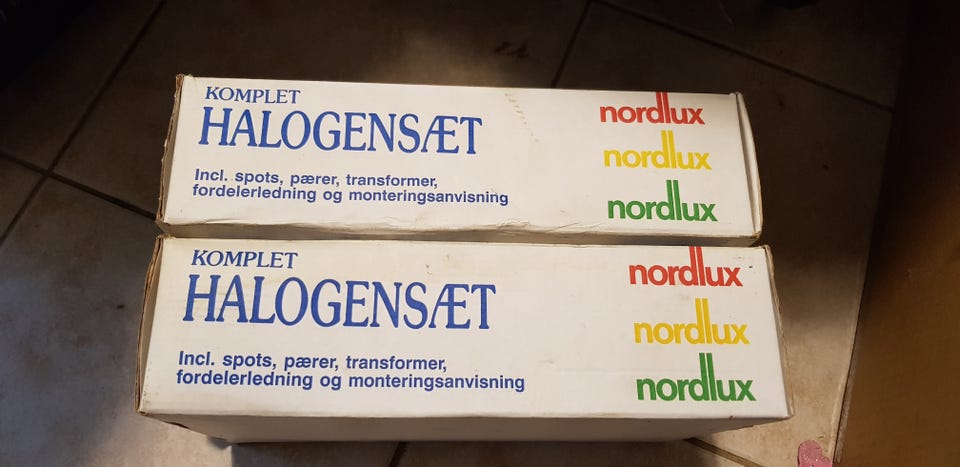 KOMPLET
HALOGENSÆT
Incl. spots, pærer, transformer,
fordelerledning og monteringsanvisning
nordlux
nordlux
nordlux
KOMPLET
HALOGENSÆT
Incl. spots, pærer, transformer,
fordelerledning og monteringsanvisning
nordlux
nordlux
nordlux